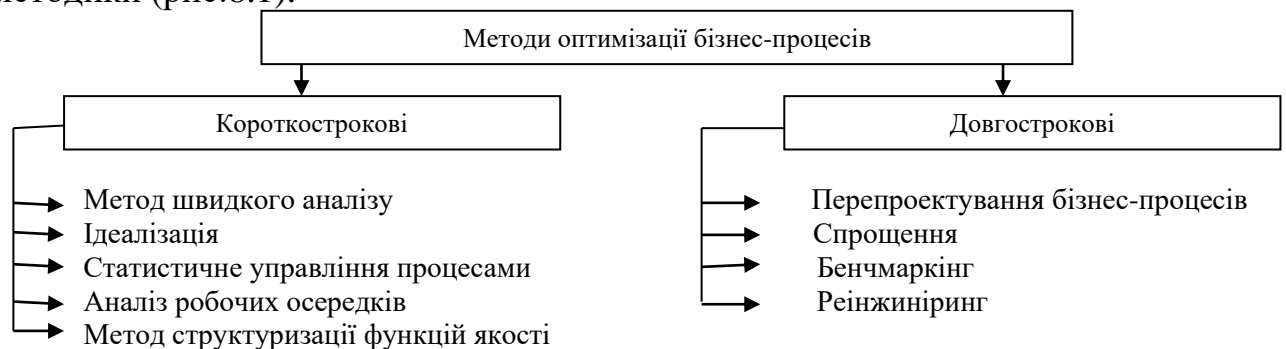 методики (рис.8.1).
Методи оптимізації бізнес-процесів
Короткострокові
Довгострокові
Метод швидкого аналізу
Ідеалізація
Статистичне управління процесами
Аналіз робочих осередків
Метод структуризації функцій якості
Перепроектування бізнес-процесів
Спрощення
Бенчмаркінг
Реінжиніринг